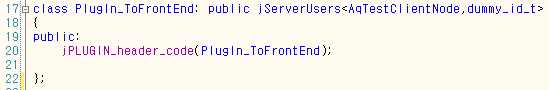 17 class PlugIn_ToFrontEnd: public jServerUsers<AqTestClientNode,dummy_id_t>
18 {
19 public:
20 jPLUGIN_header_code(PlugIn_ToFrontEnd);
21
22 };